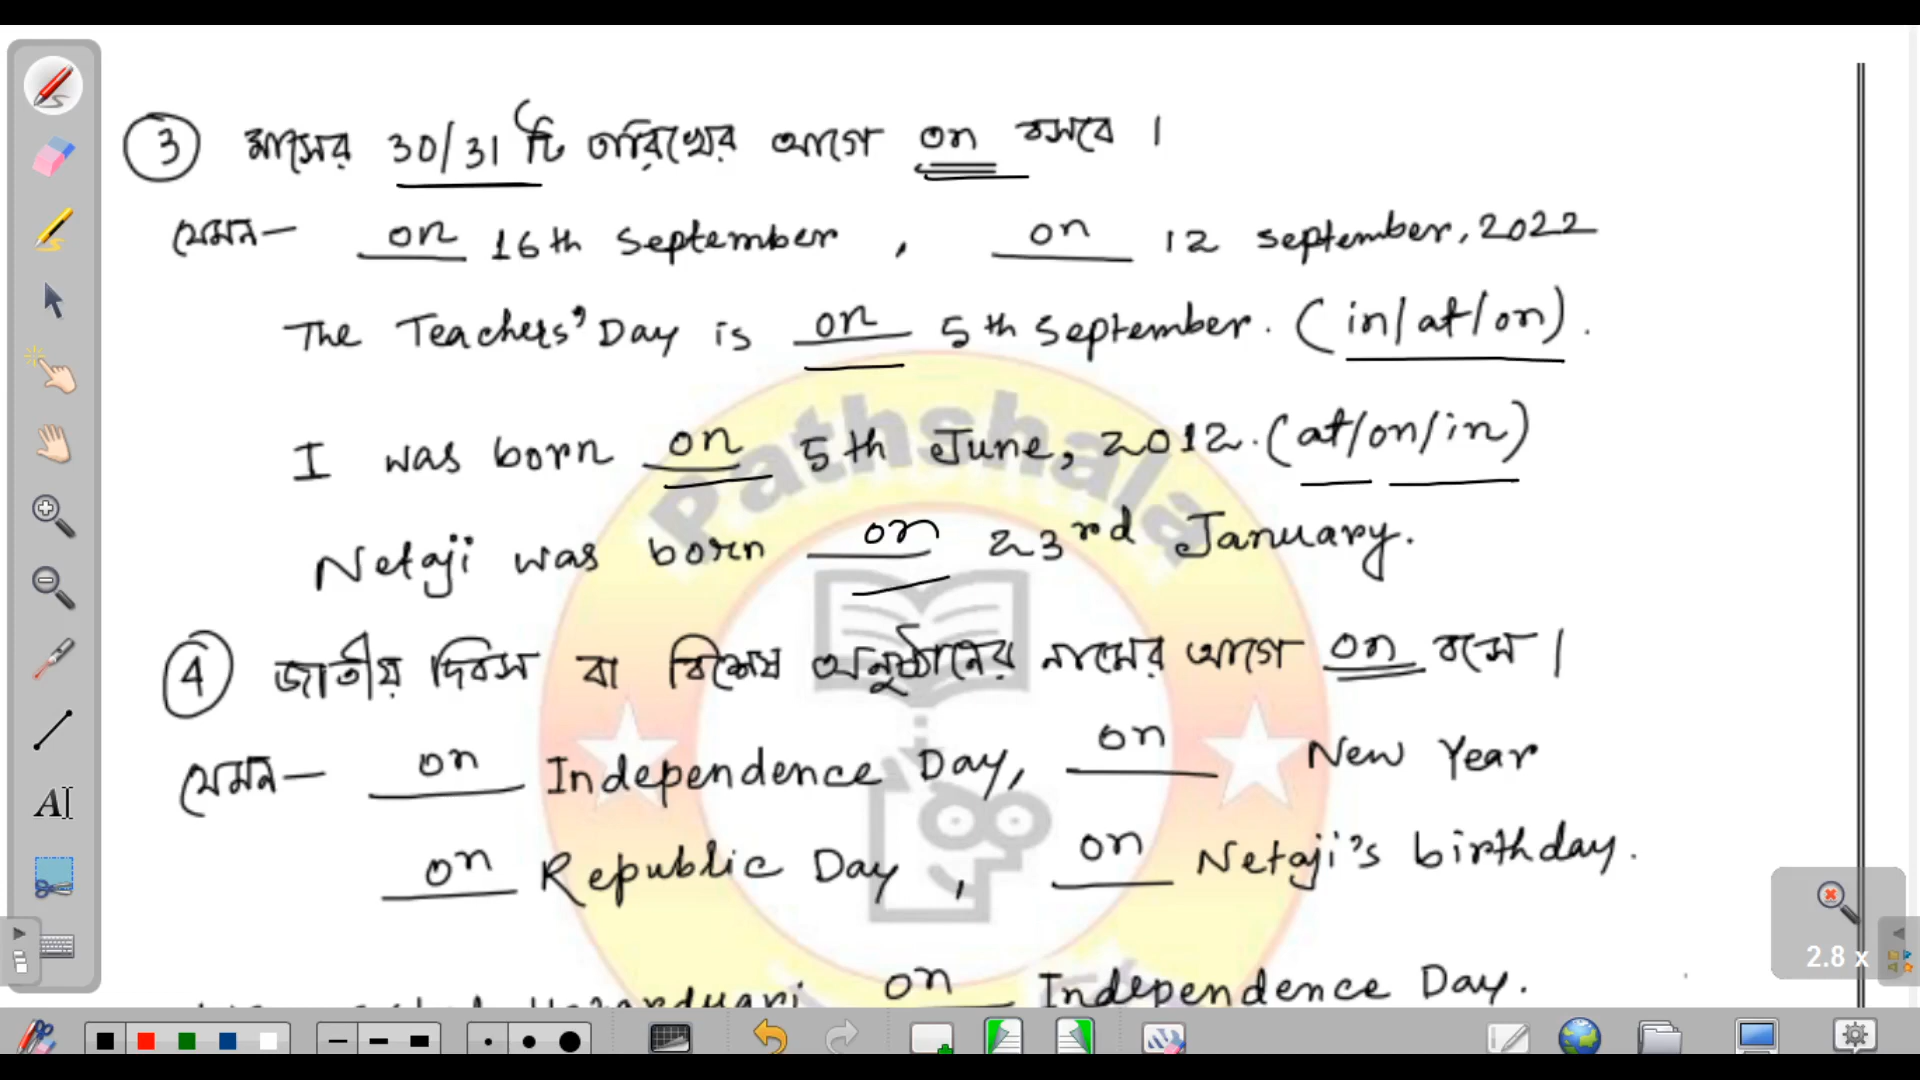 3 মাসের 30/31 টি তারিখের আগে on বসবে ।
যেমন— on 16th September , on 12 september, 2022
The Teachers' Day is on 5th September. (in/at/on).
I was born on 5th June, 2012. (at/on/in)
Netaji was born on 23rd January.
4 জাতীয় দিবস বা বিশেষ অনুষ্ঠানের নামের আগে on বসে ।
যেমন— on Independence Day, on New Year
on Republic Day , on Netaji's birthday.
on Independence Day.
Pathshala
2.8 x